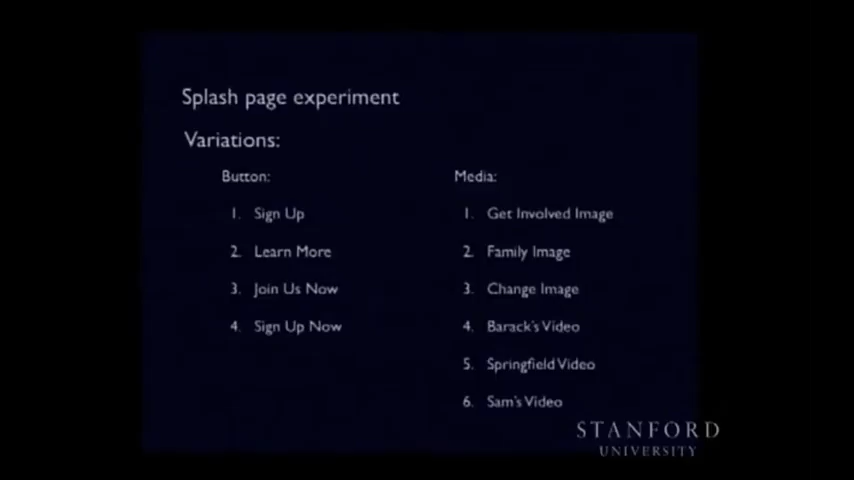 Splash page experiment
Variations:
Button:
1. Sign Up
2. Learn More
3. Join Us Now
4. Sign Up Now
Media:
1. Get Involved Image
2. Family Image
3. Change Image
4. Barack's Video
5. Springfield Video
6. Sam's Video
STANFORD
UNIVERSITY